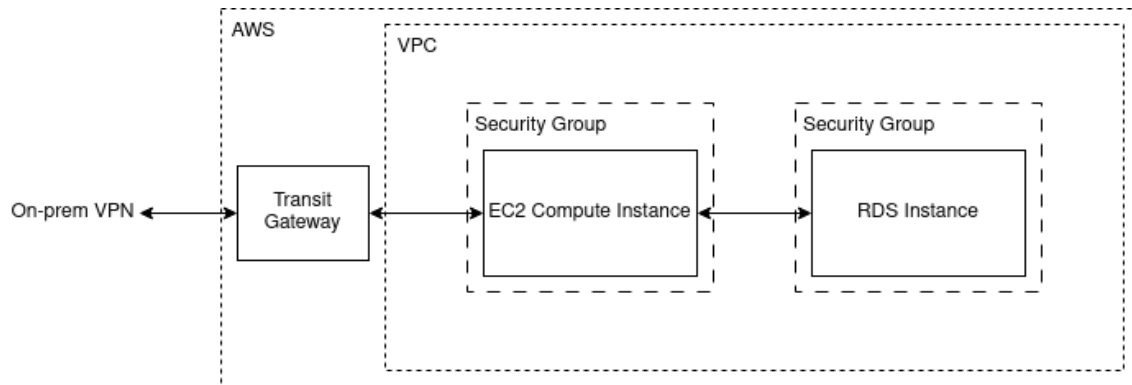 AWS
VPC
Security Group
Security Group
On-prem VPN
Transit
Gateway
EC2 Compute Instance
RDS Instance